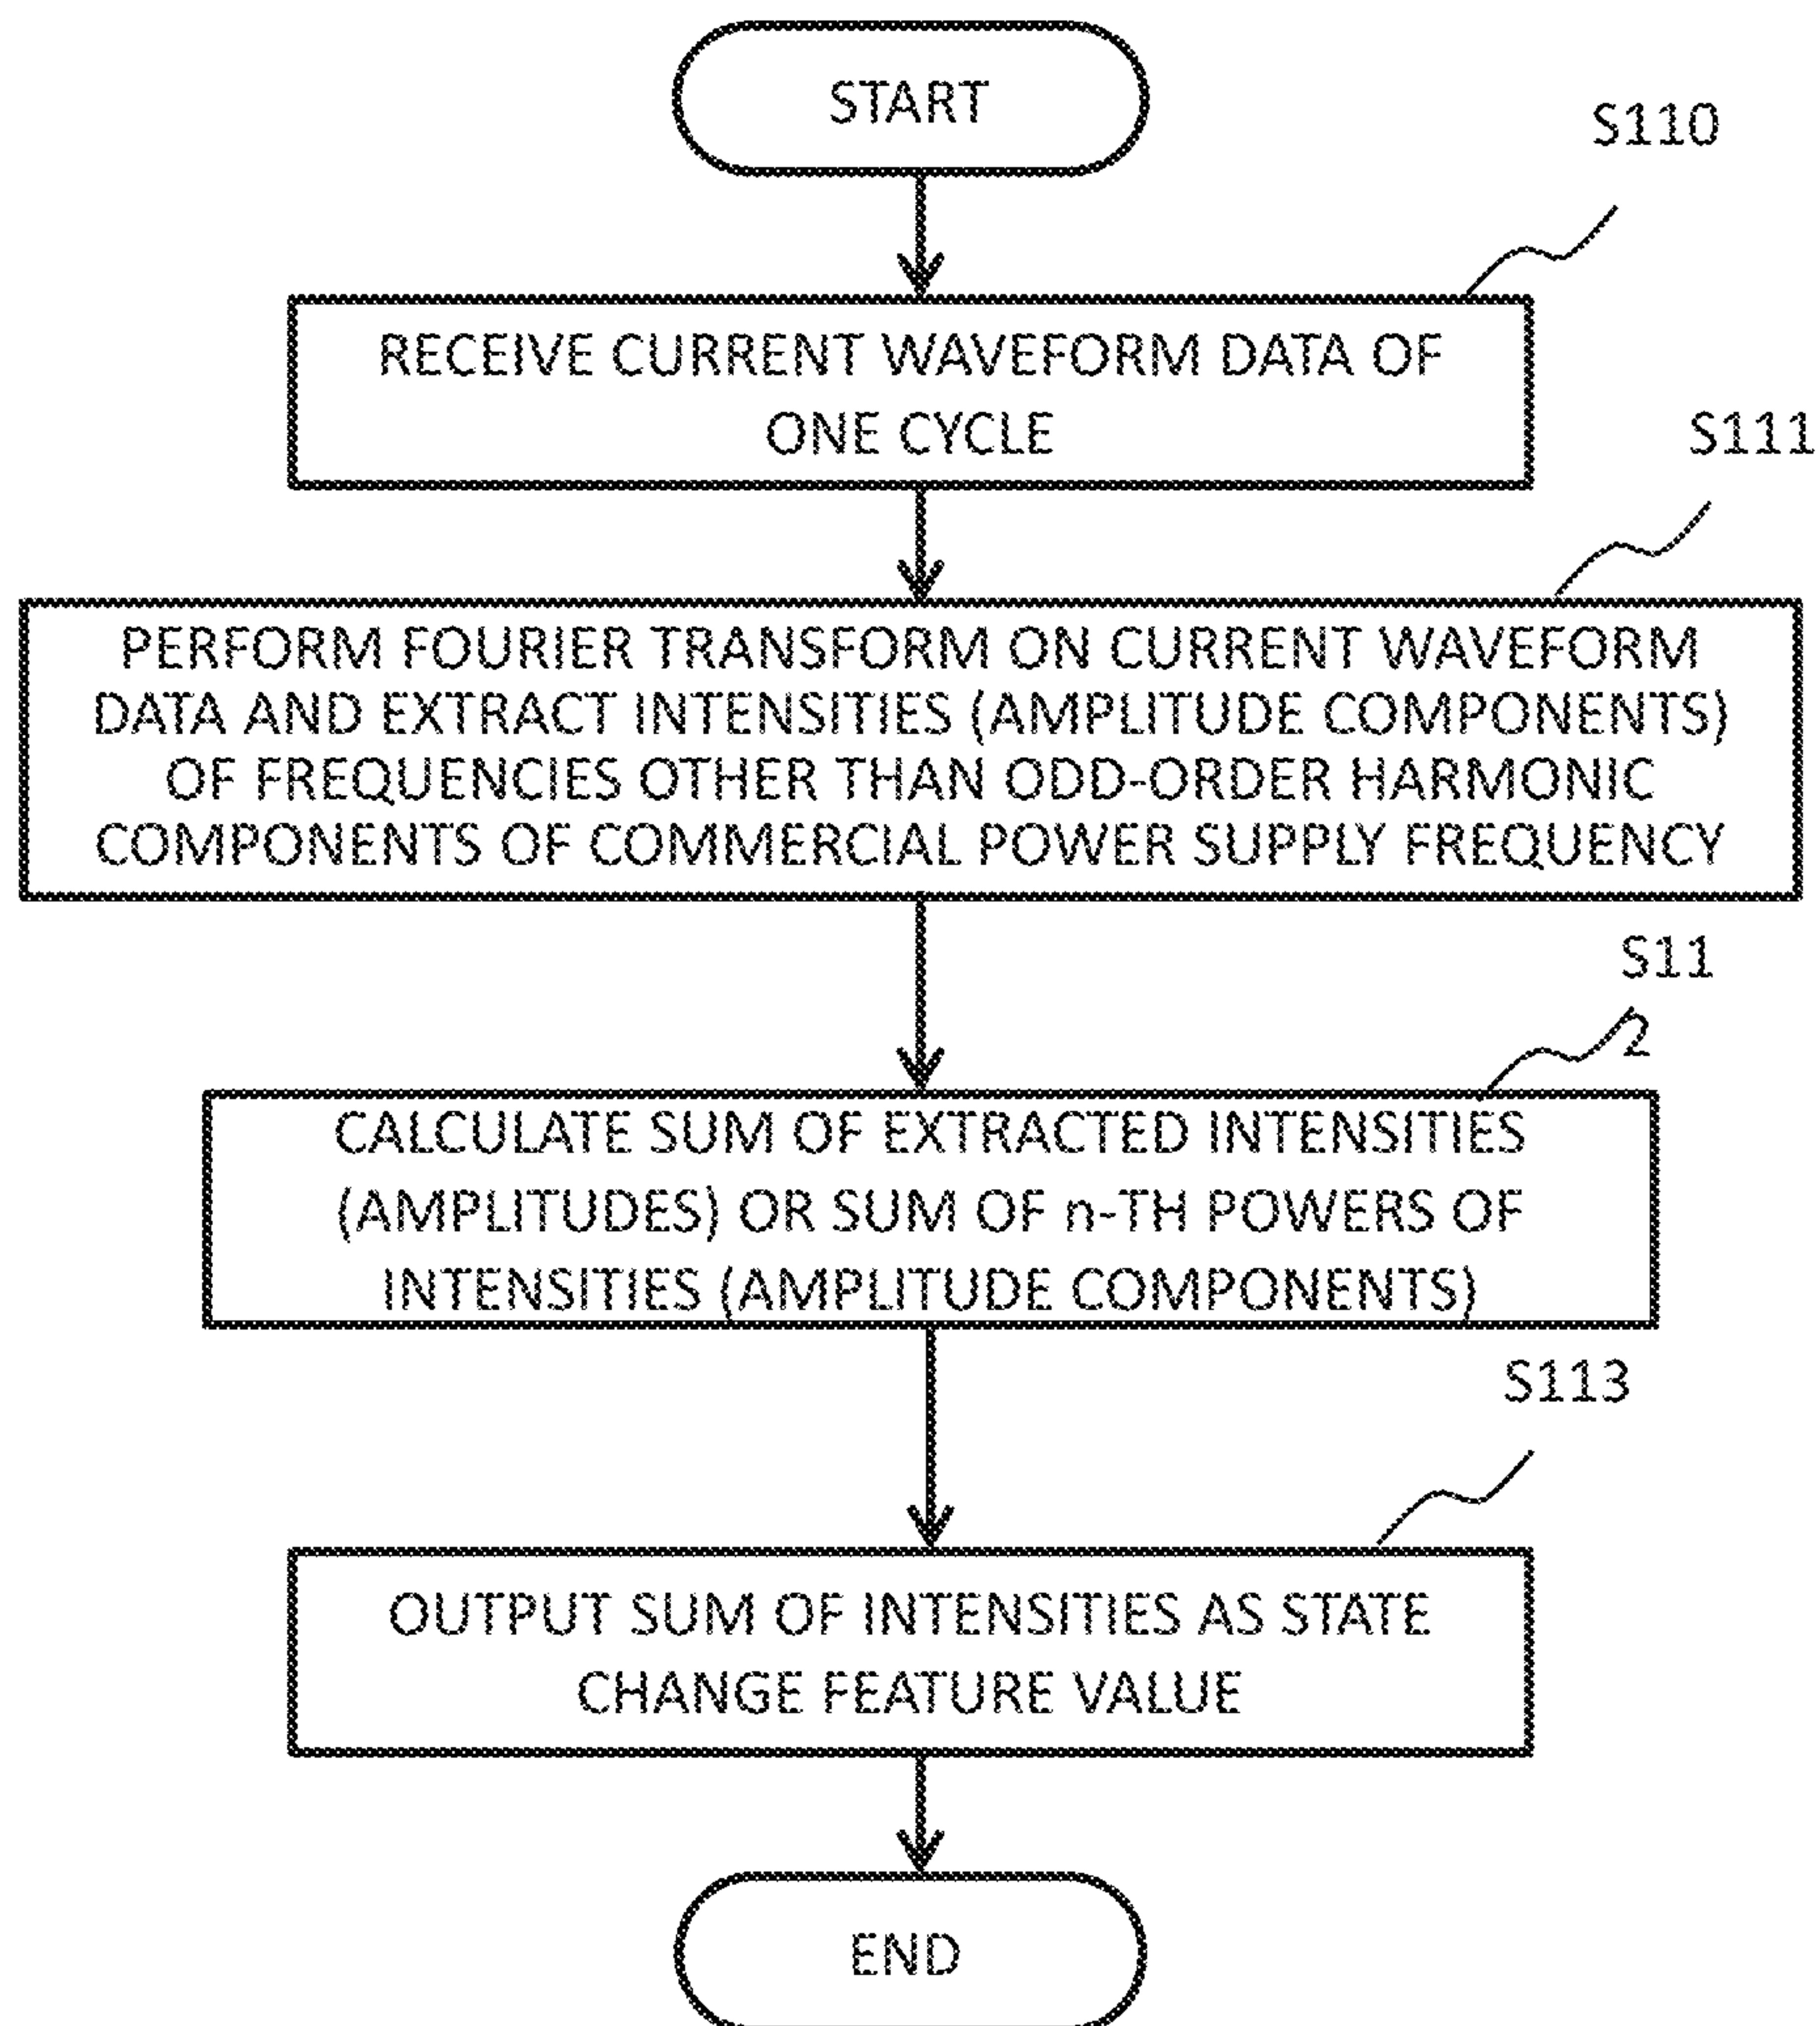 START
S110
RECEIVE CURRENT WAVEFORM DATA OF
ONE CYCLE
S111
PERFORM FOURIER TRANSFORM ON CURRENT WAVEFORM
DATA AND EXTRACT INTENSITIES (AMPLITUDE COMPONENTS)
OF FREQUENCIES OTHER THAN ODD-ORDER HARMONIC
COMPONENTS OF COMMERCIAL POWER SUPPLY FREQUENCY
S11
2
CALCULATE SUM OF EXTRACTED INTENSITIES
(AMPLITUDES) OR SUM OF n-TH POWERS OF
INTENSITIES (AMPLITUDE COMPONENTS)
S113
OUTPUT SUM OF INTENSITIES AS STATE
CHANGE FEATURE VALUE
END